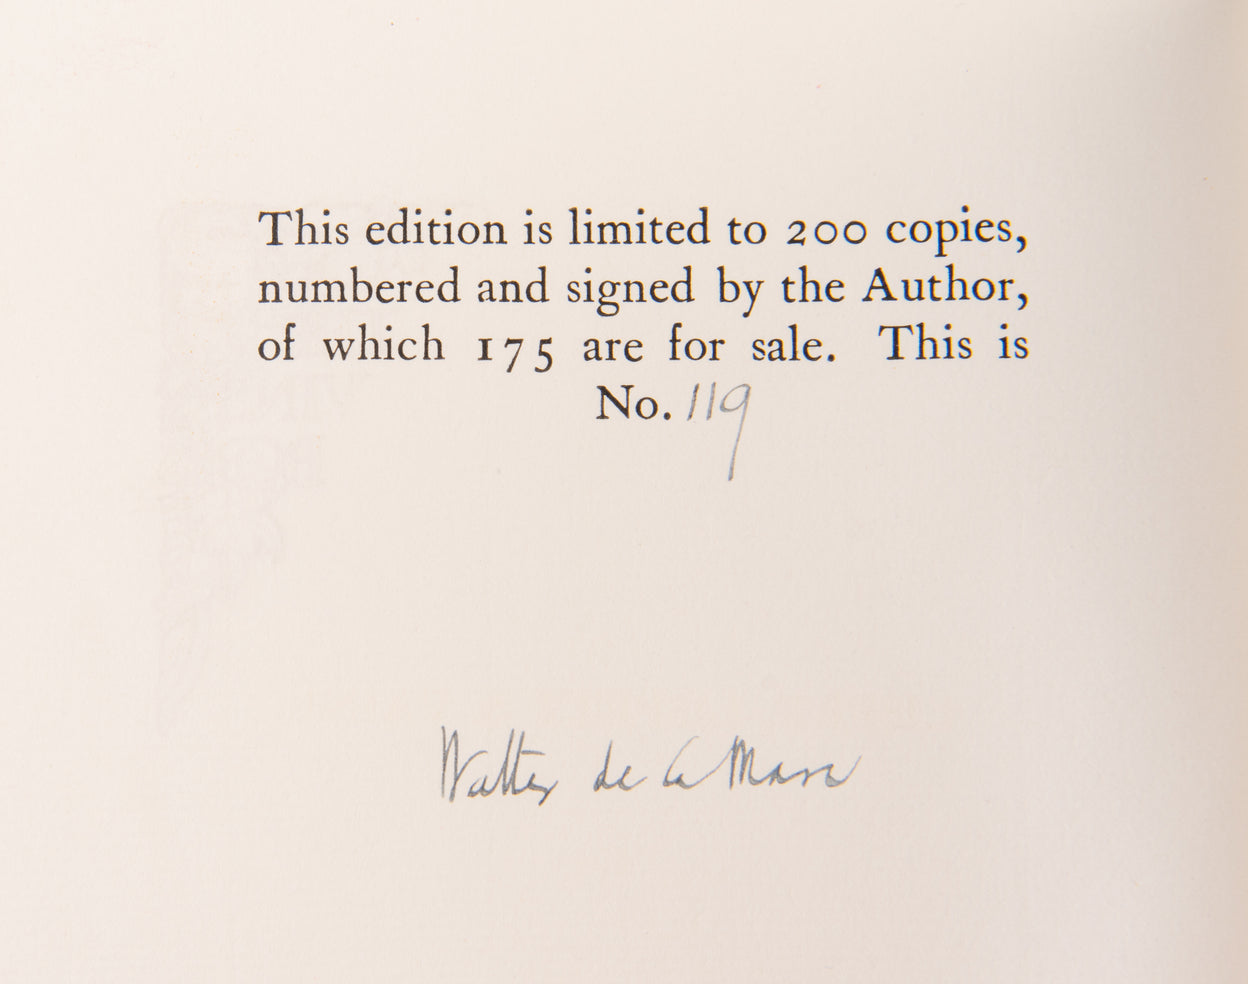 This edition is limited to 200 copies,
numbered and signed by the Author,
of which 175 are for sale. This is
No. 119
Walter de la Mare